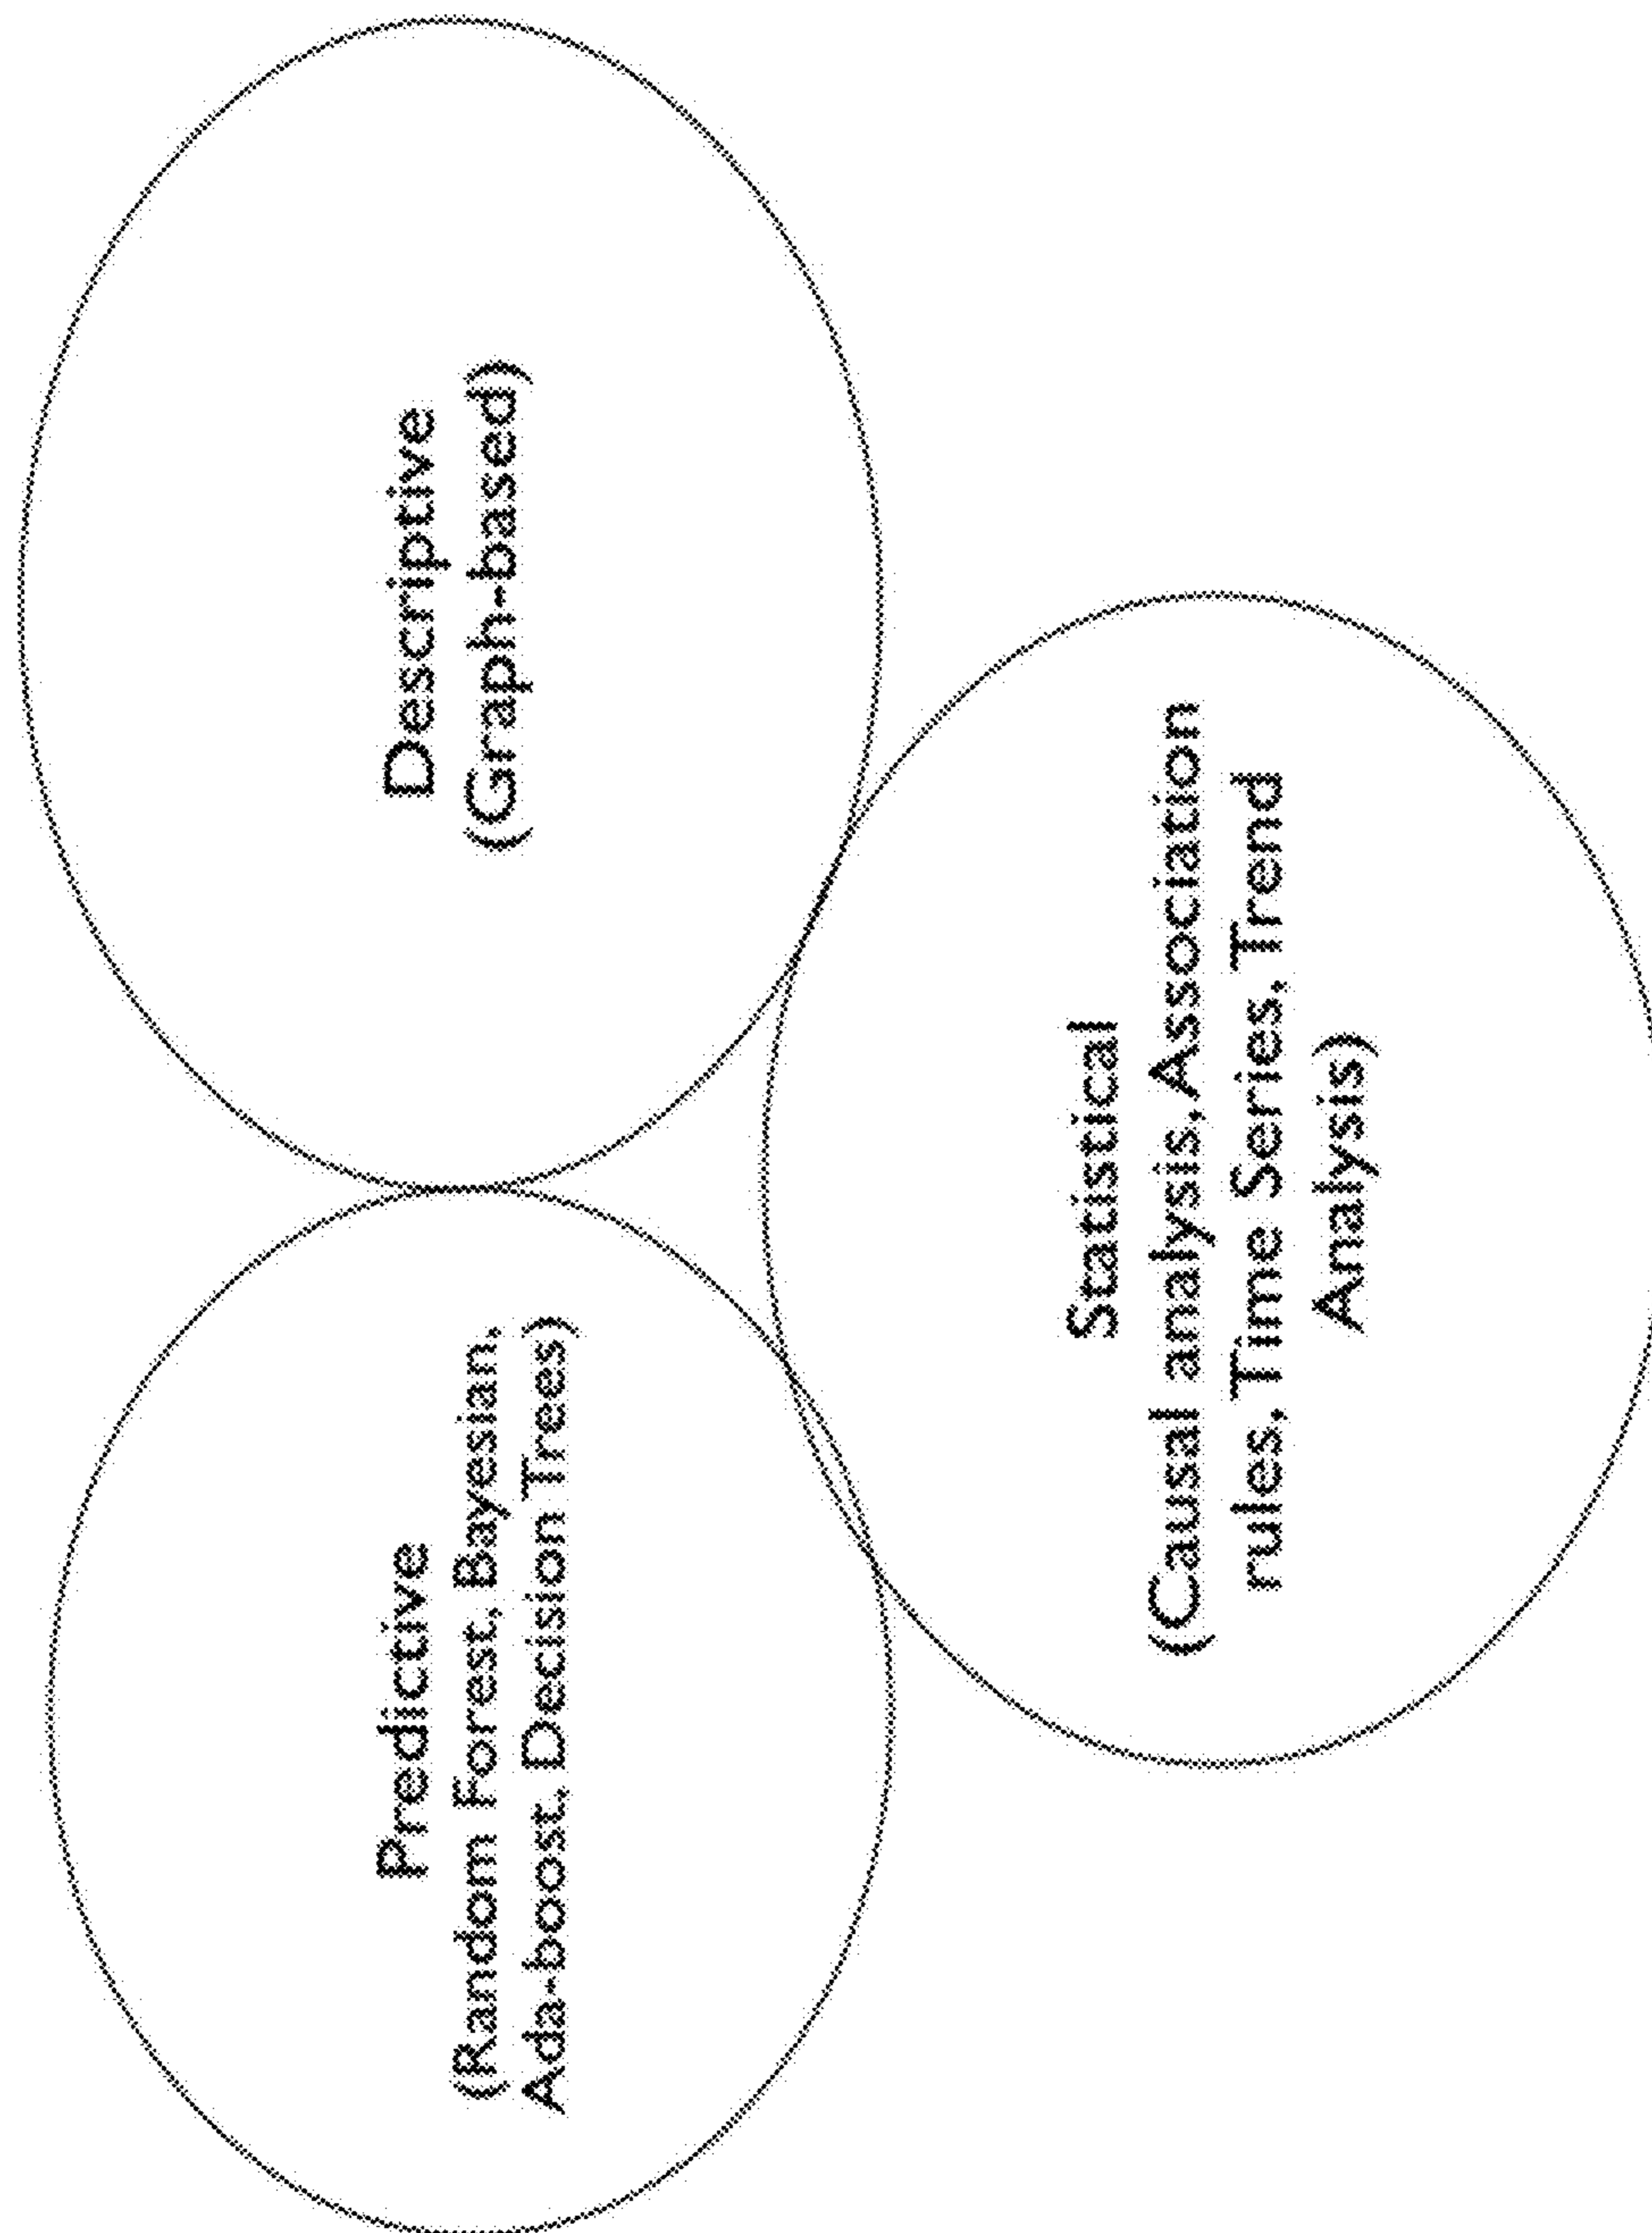 Predictive
(Random Forest, Bayesian,
Ada-boost, Decision Trees)
Descriptive
(Graph-based)
Statistical
(Causal analysis, Association
rules, Time Series, Trend
Analysis)